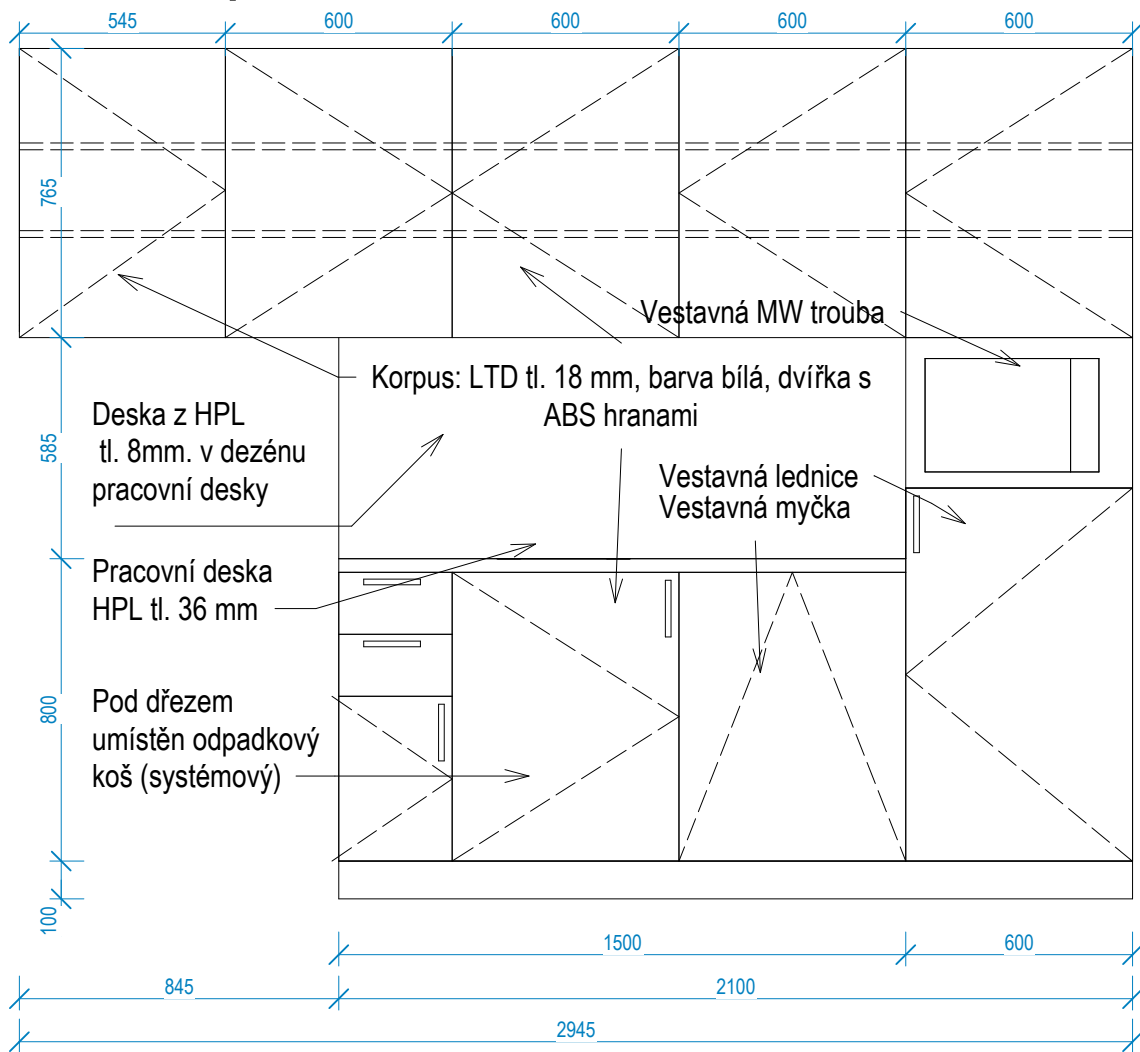 545
600
600
600
600
765
Vestavná MW trouba
Korpus: LTD tl. 18 mm, barva bílá, dvířka s
ABS hranami
Deska z HPL
tl. 8mm. v dezénu
pracovní desky
585
Vestavná lednice
Vestavná myčka
Pracovní deska
HPL tl. 36 mm
800
Pod dřezem
umístěn odpadkový
koš (systémový)
100
1500
600
845
2100
2945